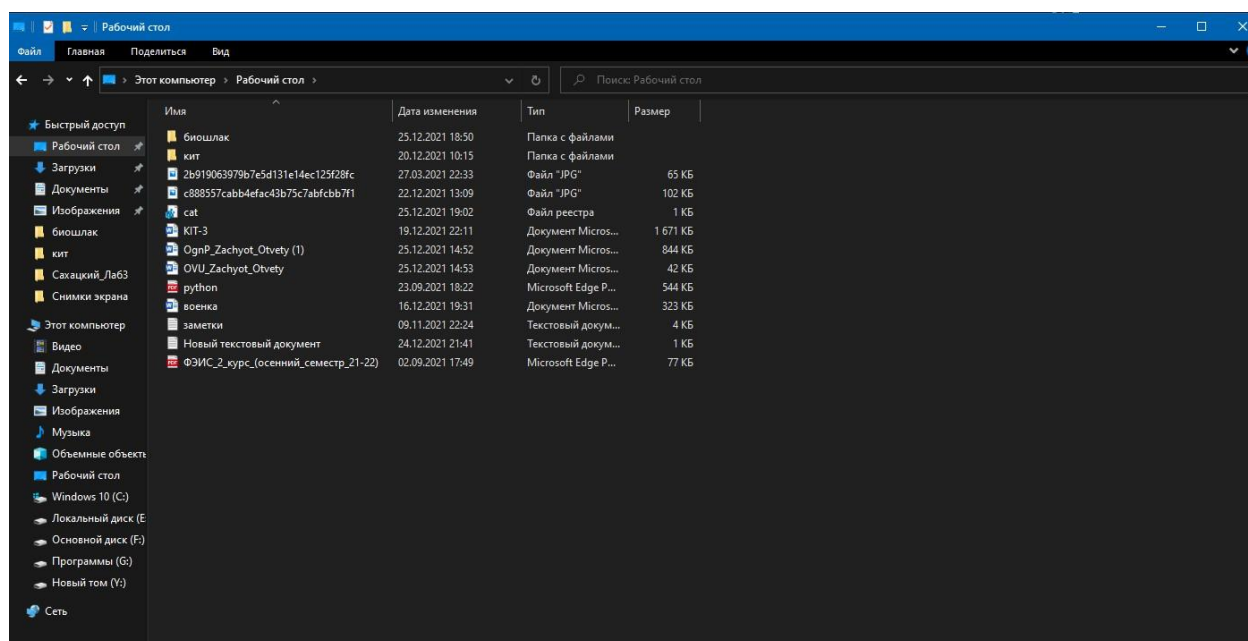 Рабочий стол
Файл Главная Поделиться Вид
Этот компьютер Рабочий стол Поиск: Рабочий стол
Имя Дата изменения Тип Размер
Быстрый доступ
Рабочий стол
Загрузки
Документы
Изображения
биошлак
кит
Сахацкий_Лаб3
Снимки экрана
Этот компьютер
Видео
Документы
Загрузки
Изображения
Музыка
Объемные объекты
Рабочий стол
Windows 10 (C:)
Локальный диск (E
Основной диск (F:)
Программы (G:)
Новый том (Y:)
Сеть
биошлак 25.12.2021 18:50 Папка с файлами
кит 20.12.2021 10:15 Папка с файлами
2b919063979b7e5d131e14ec125f28fc 27.03.2021 22:33 Файл "JPG" 65 КБ
c888557cabb4efac43b75c7abfcbb7f1 22.12.2021 13:09 Файл "JPG" 102 КБ
cat 25.12.2021 19:02 Файл реестра 1 КБ
KIT-3 19.12.2021 22:11 Документ Micros... 1 671 КБ
OgnP_Zachyot_Otvety (1) 25.12.2021 14:52 Документ Micros... 844 КБ
OVU_Zachyot_Otvety 25.12.2021 14:53 Документ Micros... 42 КБ
python 23.09.2021 18:22 Microsoft Edge P... 544 КБ
военка 16.12.2021 19:31 Документ Micros... 323 КБ
заметки 09.11.2021 22:24 Текстовый докум... 4 КБ
Новый текстовый документ 24.12.2021 21:41 Текстовый докум... 1 КБ
ФЭИС_2_курс_(осенний_семестр_21-22) 02.09.2021 17:49 Microsoft Edge P... 77 КБ